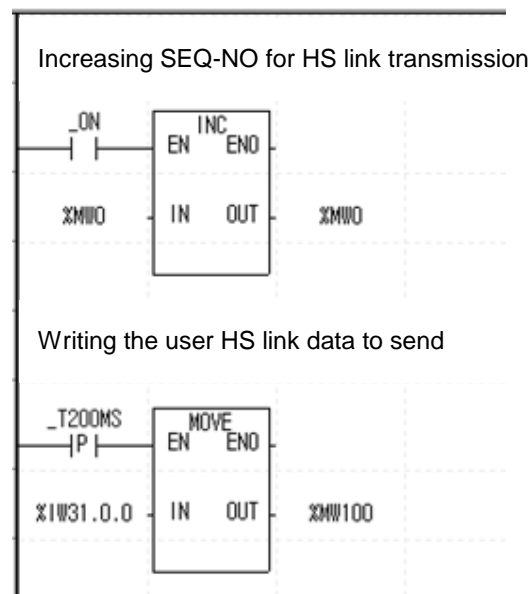 Increasing SEQ-NO for HS link transmission
_ON
INC
EN ENO
%MW0 IN OUT %MW0
Writing the user HS link data to send
_T200MS
MOVE
P EN ENO
%IW31.0.0 IN OUT %MW100